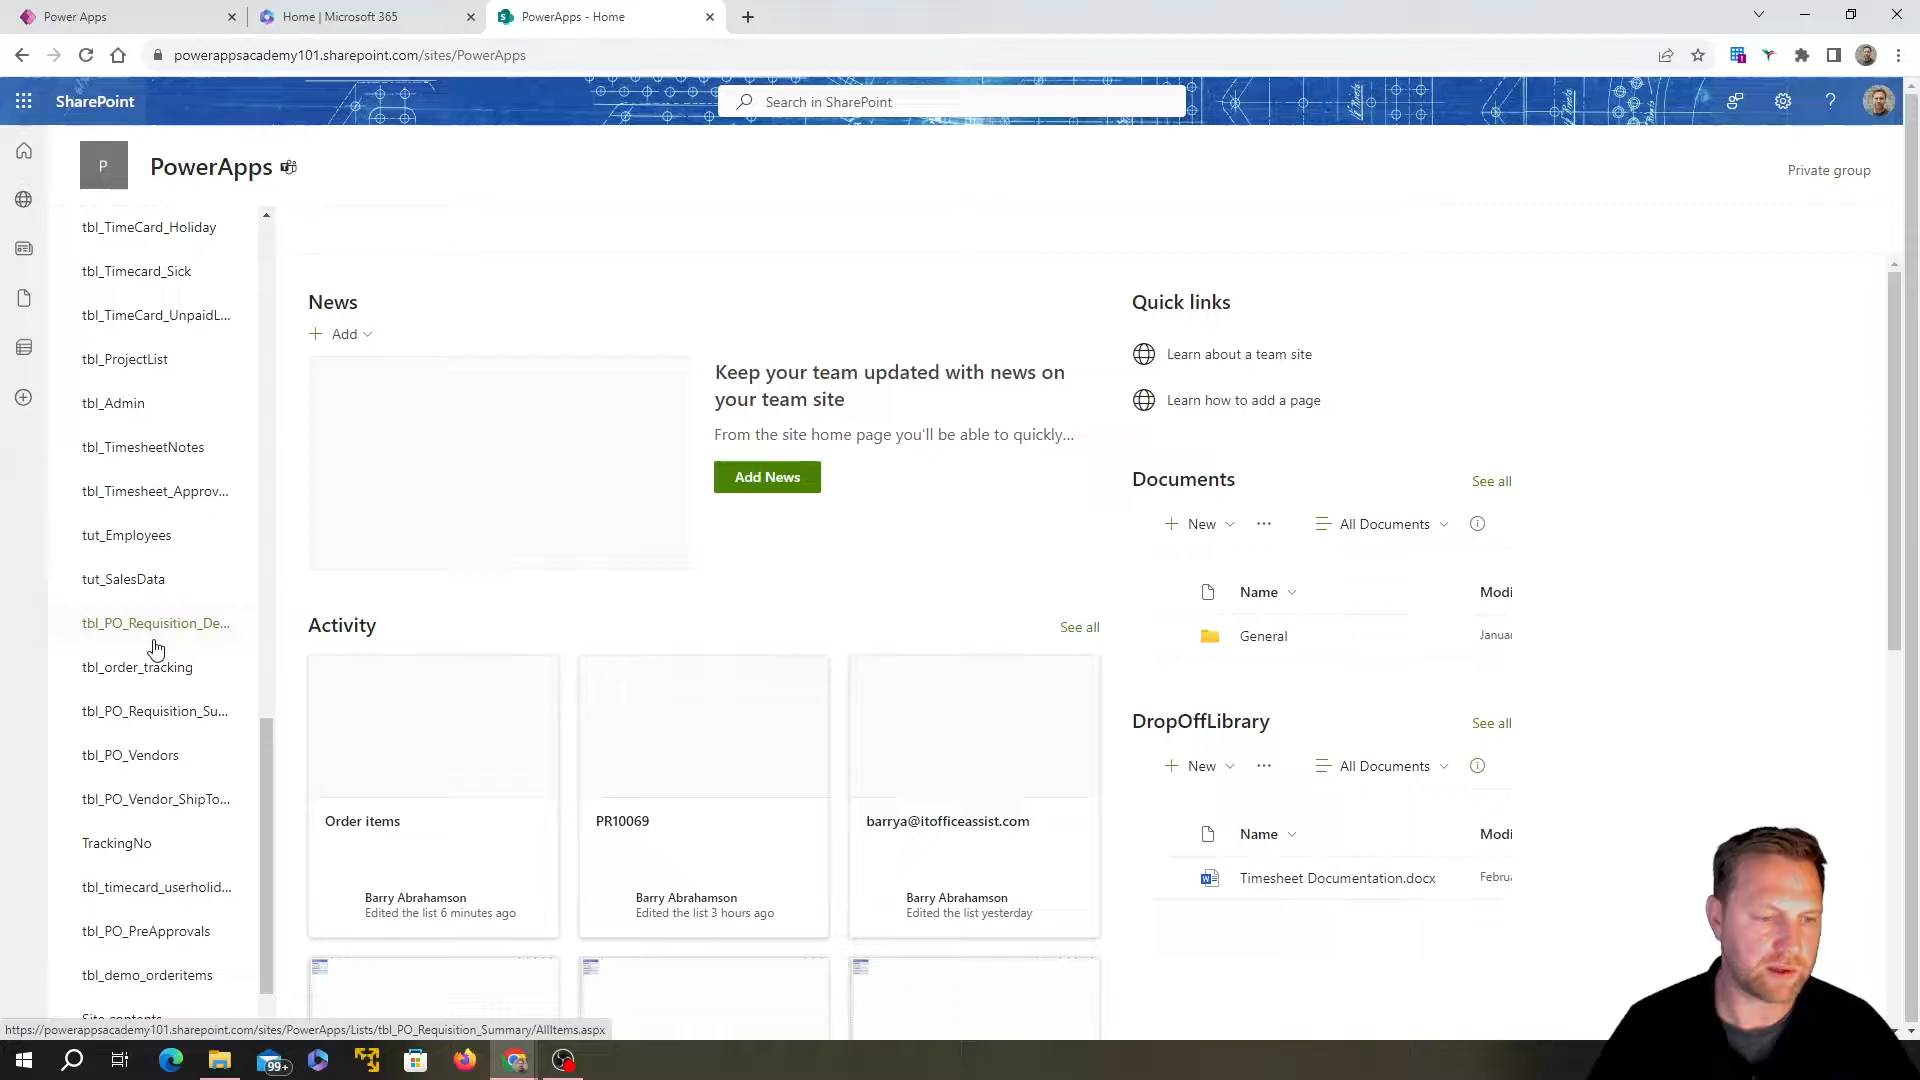 Power Apps
Home | Microsoft 365
PowerApps - Home
powerappsacademy101.sharepoint.com/sites/PowerApps
SharePoint
Search in SharePoint
P
PowerApps
Private group
tbl_TimeCard_Holiday
tbl_Timecard_Sick
tbl_TimeCard_UnpaidL...
tbl_ProjectList
tbl_Admin
tbl_TimesheetNotes
tbl_Timesheet_Approv...
tut_Employees
tut_SalesData
tbl_PO_Requisition_De...
tbl_order_tracking
tbl_PO_Requisition_Su...
tbl_PO_Vendors
tbl_PO_Vendor_ShipTo...
TrackingNo
tbl_timecard_userholid...
tbl_PO_PreApprovals
tbl_demo_orderitems
Site contents
News
Add
Keep your team updated with news on
your team site
From the site home page you'll be able to quickly...
Add News
Activity
See all
Order items
Barry Abrahamson
Edited the list 6 minutes ago
PR10069
Barry Abrahamson
Edited the list 3 hours ago
barrya@itofficeassist.com
Barry Abrahamson
Edited the list yesterday
Quick links
Learn about a team site
Learn how to add a page
Documents
See all
New
All Documents
Name
Modi
General
Januar
DropOffLibrary
See all
New
All Documents
Name
Modi
Timesheet Documentation.docx
Februa
https://powerappsacademy101.sharepoint.com/sites/PowerApps/Lists/tbl_PO_Requisition_Summary/AllItems.aspx
99+